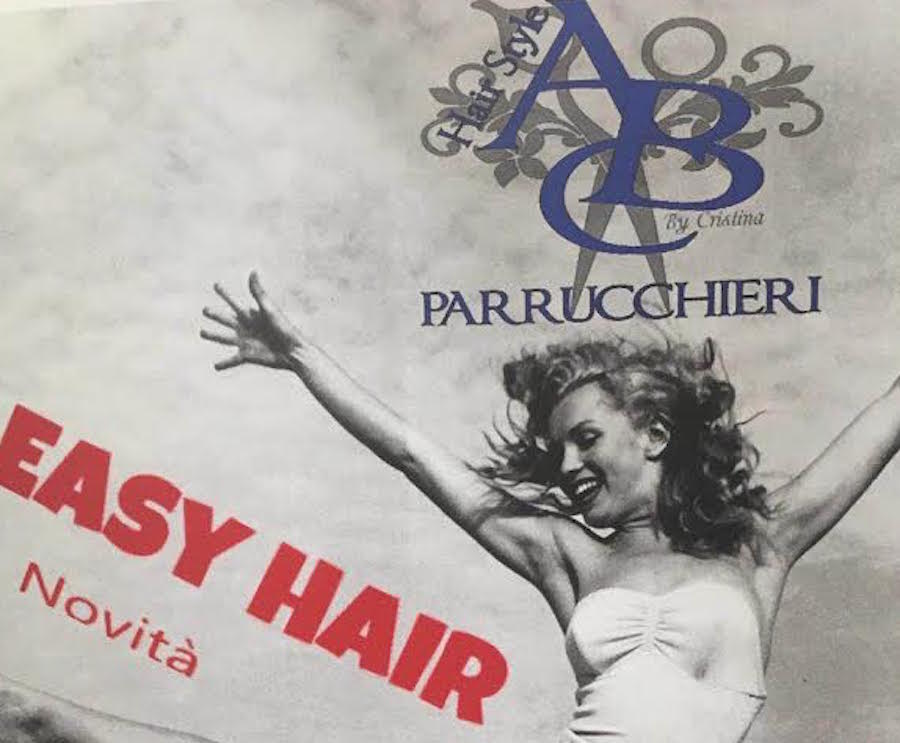 Hair Style
ABC
By Cristina
PARRUCCHIERI
EASY HAIR
Novità